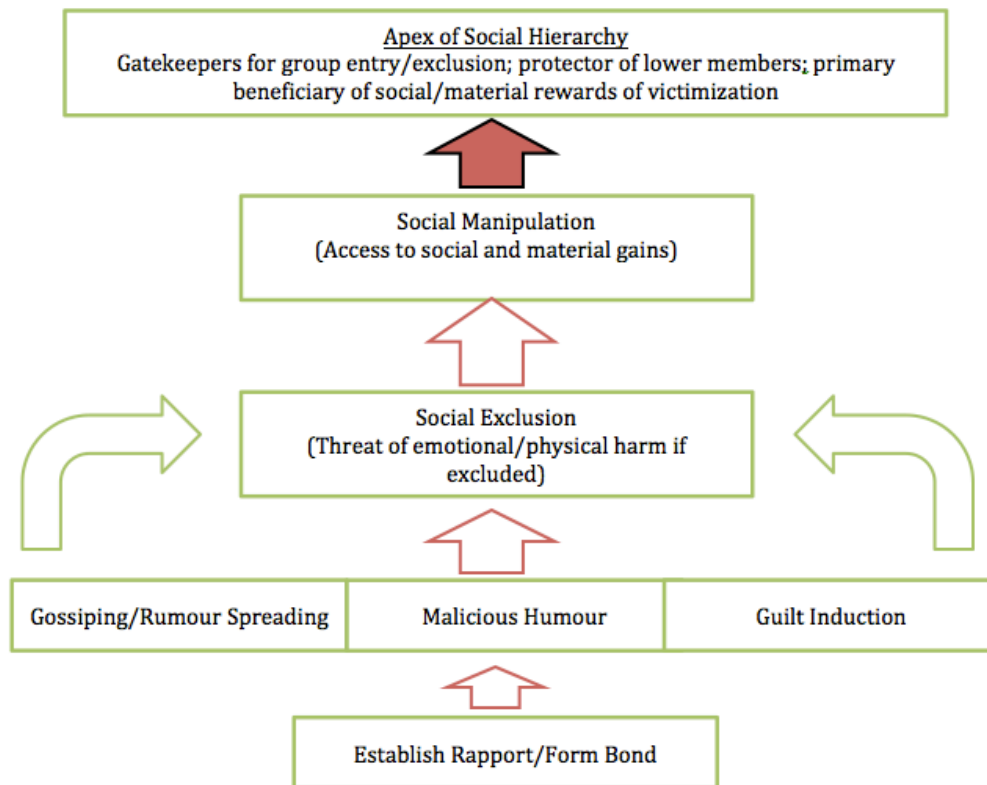 Apex of Social Hierarchy
Gatekeepers for group entry/exclusion; protector of lower members; primary
beneficiary of social/material rewards of victimization
Social Manipulation
(Access to social and material gains)
Social Exclusion
(Threat of emotional/physical harm if
excluded)
Gossiping/Rumour Spreading
Malicious Humour
Guilt Induction
Establish Rapport/Form Bond